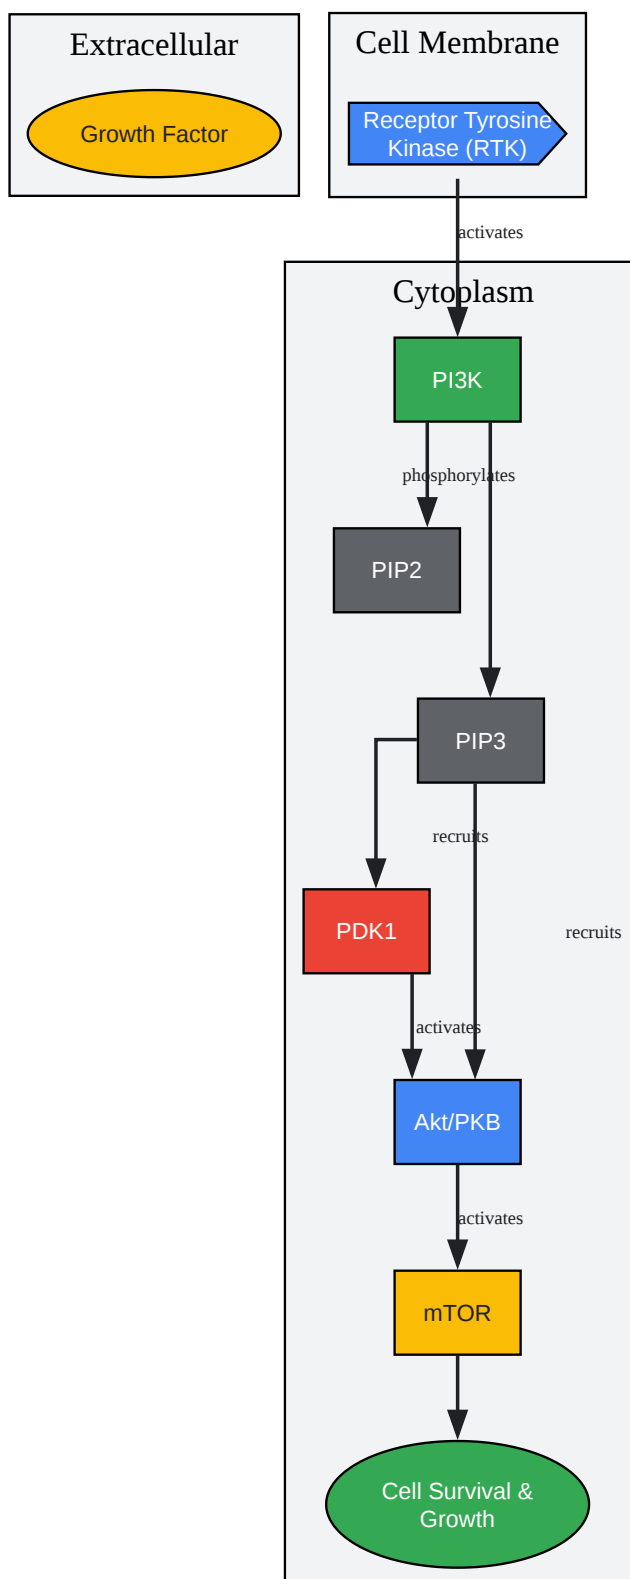 Extracellular
Growth Factor
Cell Membrane
Receptor Tyrosine
Kinase (RTK)
activates
Cytoplasm
PI3K
phosphorylates
PIP2
PIP3
recruits
PDK1
recruits
activates
Akt/PKB
activates
mTOR
Cell Survival &
Growth